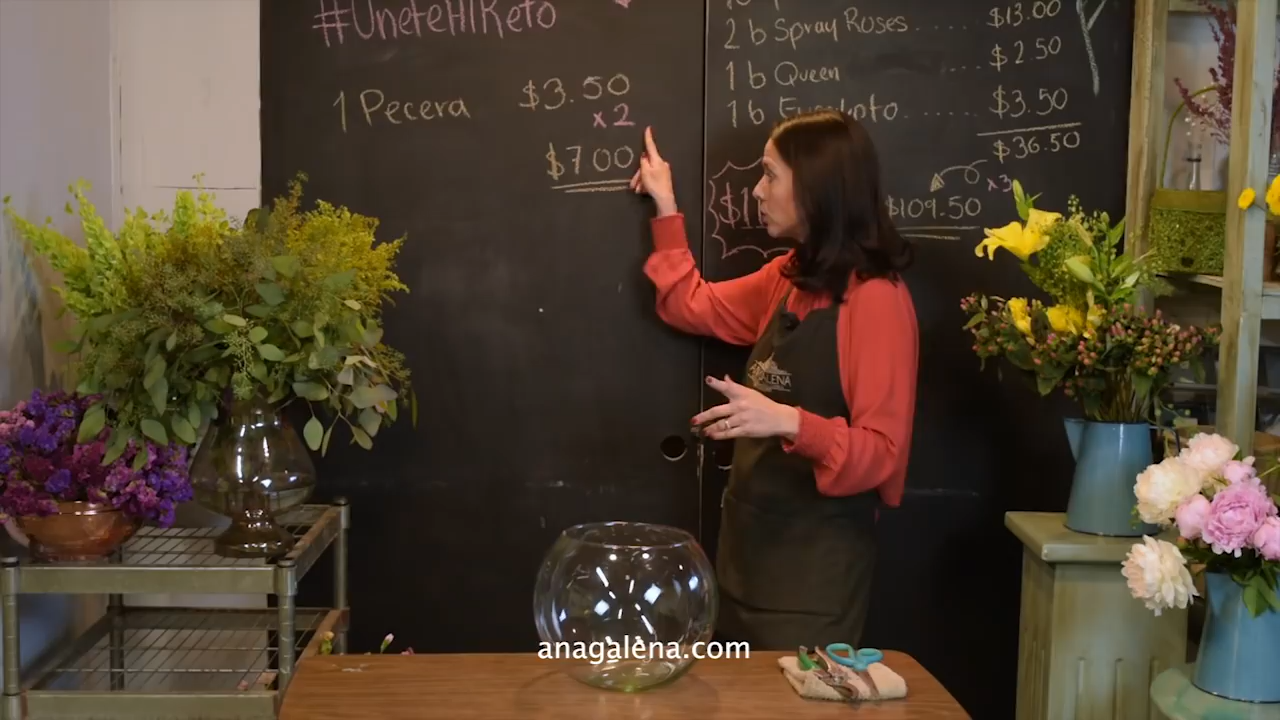 #UneteAlReto
1 Pecera $3.50
x2
$7.00
2 b Spray Roses..... $13.00
1 b Queen .... $2.50
1 b ..... $3.50
$36.50
x3
$109.50
anagalena.com